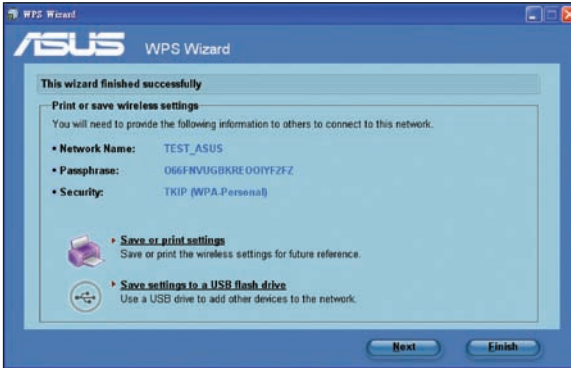 WPS Wizard
ASUS WPS Wizard
This wizard finished successfully
Print or save wireless settings
You will need to provide the following information to others to connect to this network.
• Network Name: TEST_ASUS
• Passphrase: O66FNVUGBKREOOIYF2FZ
• Security: TKIP (WPA-Personal)
Save or print settings
Save or print the wireless settings for future reference.
Save settings to a USB flash drive
Use a USB drive to add other devices to the network.
Next Finish